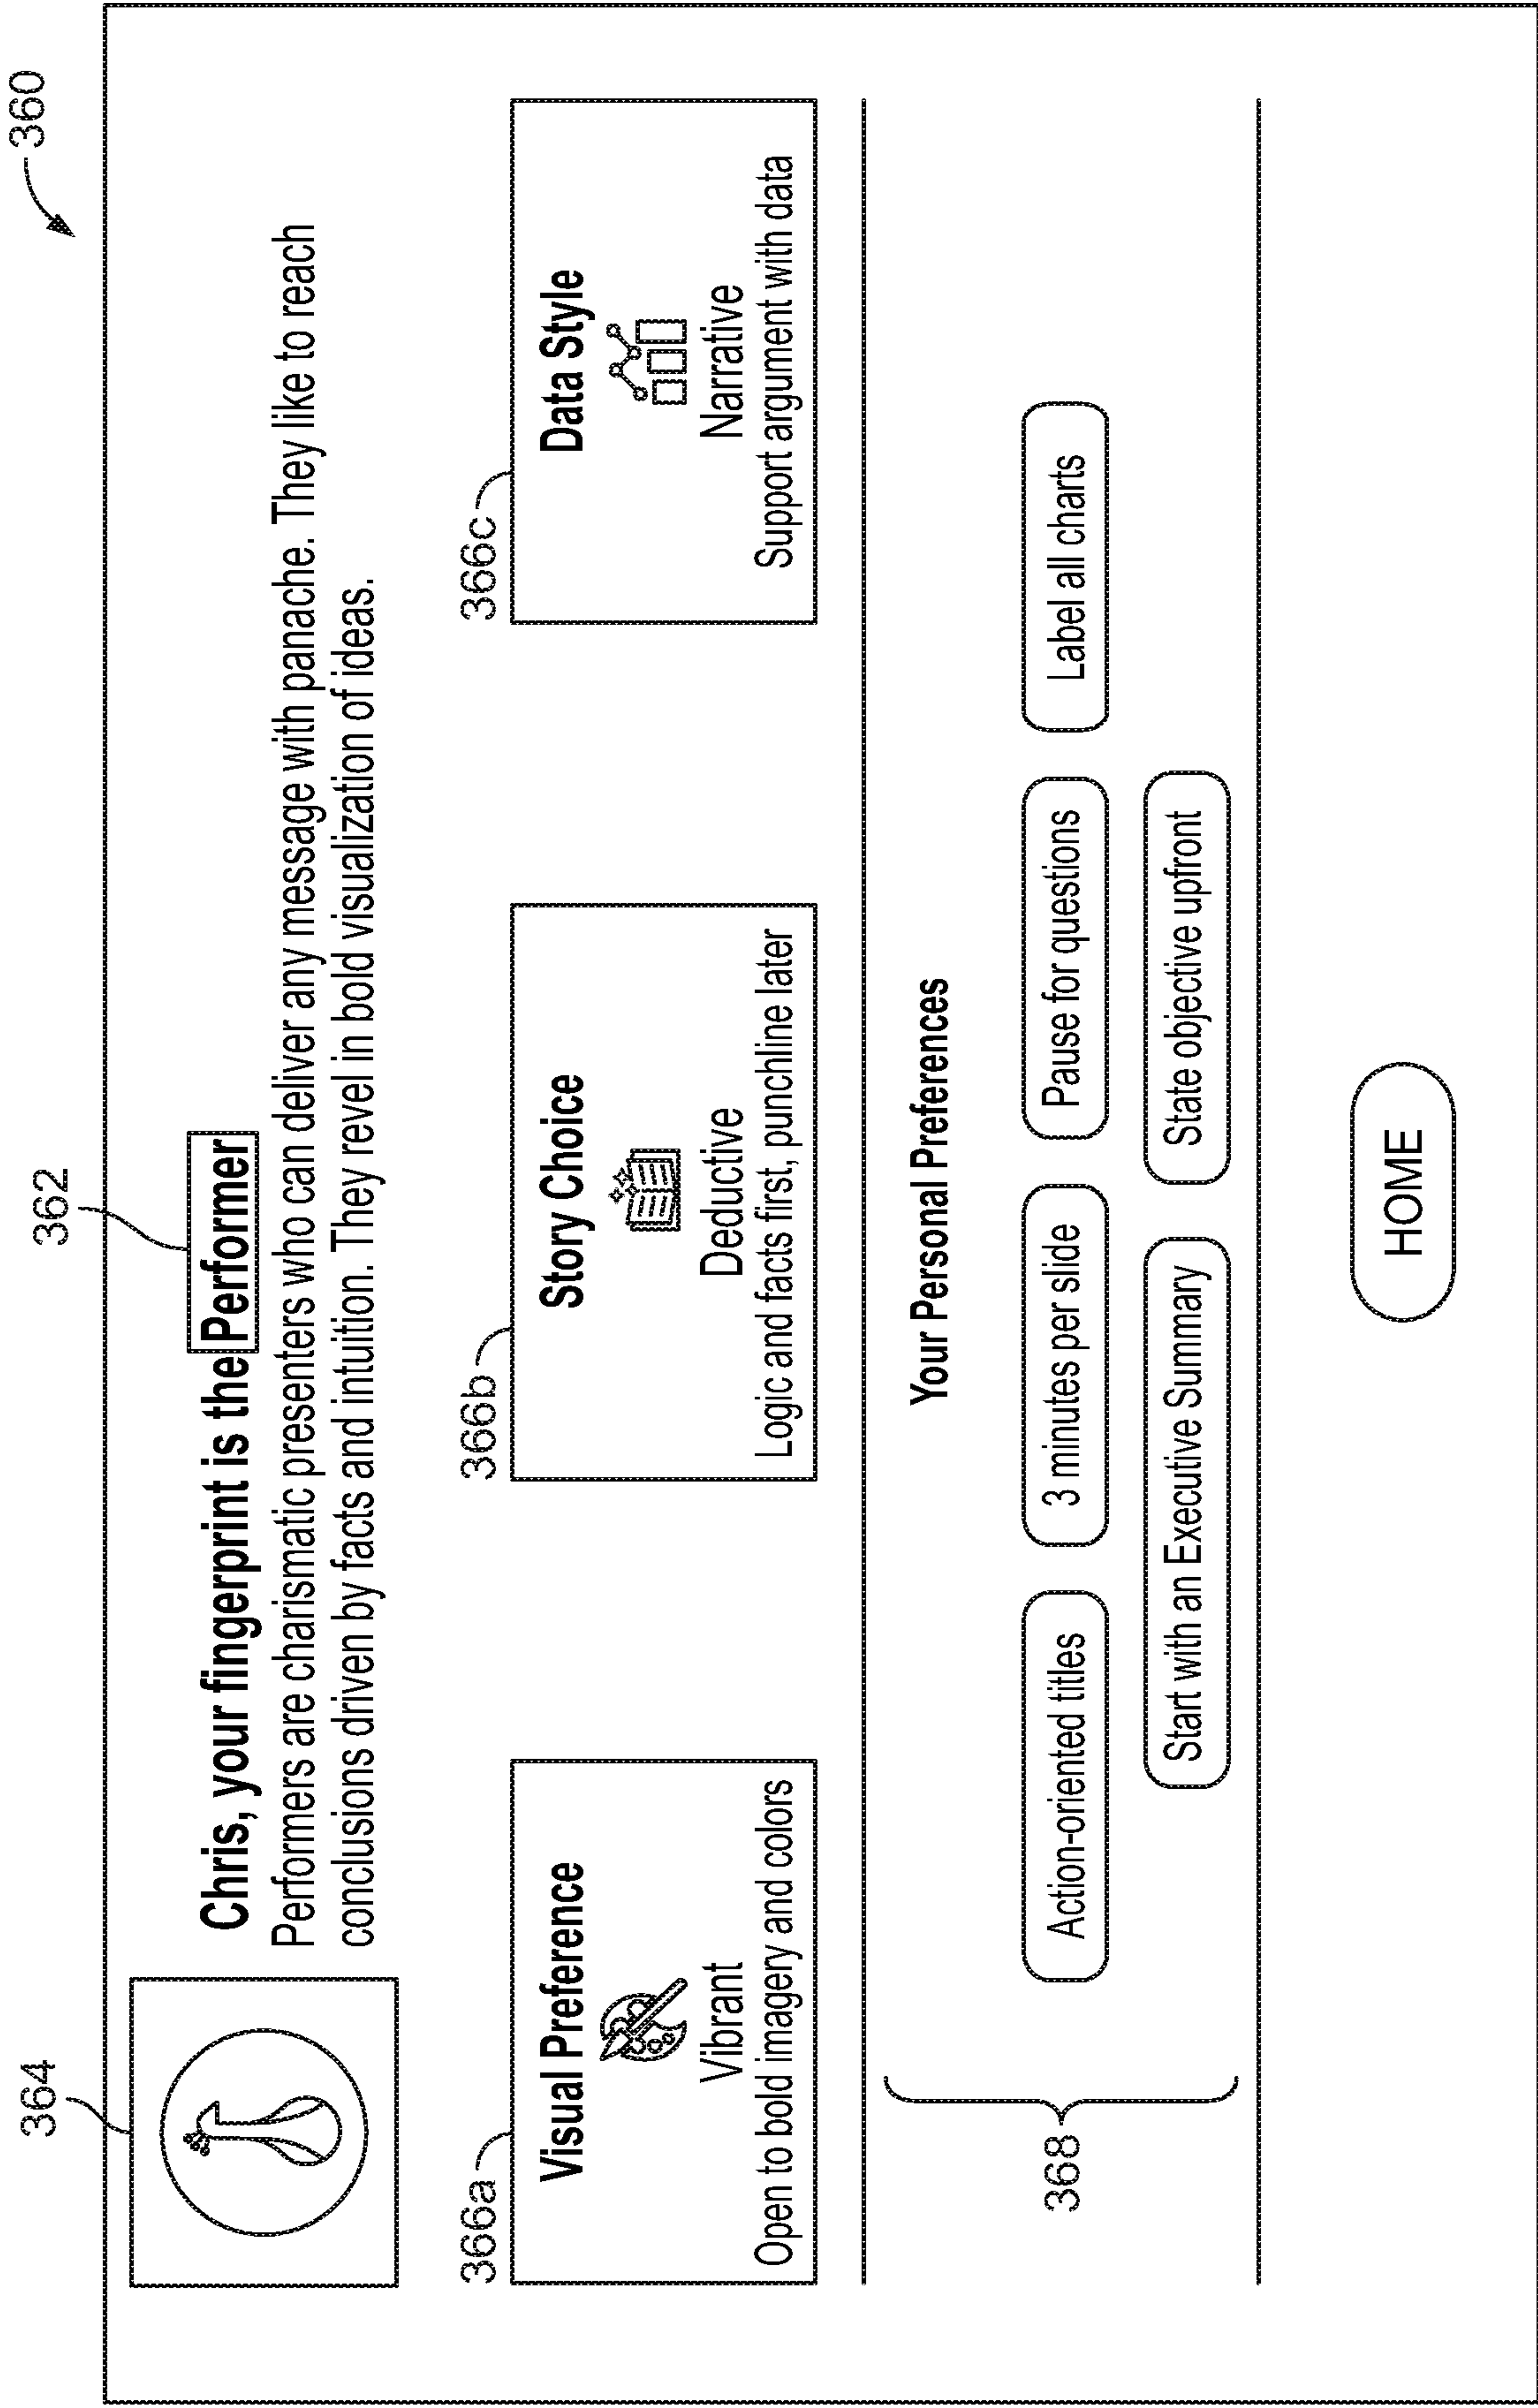 360
364
362
Chris, your fingerprint is the Performer
Performers are charismatic presenters who can deliver any message with panache. They like to reach
conclusions driven by facts and intuition. They revel in bold visualization of ideas.
366a
366b
366c
Visual Preference
Vibrant
Open to bold imagery and colors
Story Choice
Deductive
Logic and facts first, punchline later
Data Style
Narrative
Support argument with data
Your Personal Preferences
368
Action-oriented titles
3 minutes per slide
Pause for questions
Label all charts
Start with an Executive Summary
State objective upfront
HOME